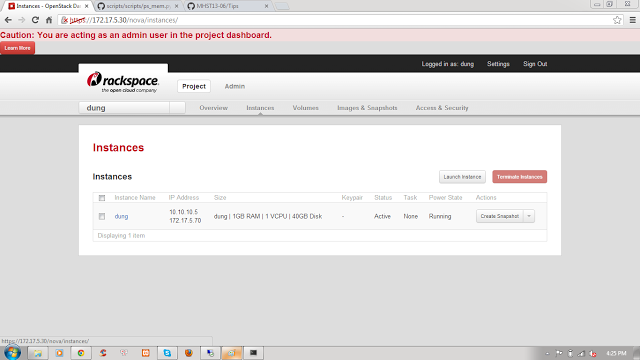 Instances - OpenStack Das
scripts/scripts/ps_mem.p
MHST13-06/Tips
https://172.17.5.30/nova/instances/
Caution: You are acting as an admin user in the project dashboard.
Learn More
Logged in as: dung Settings Sign Out
rackspace.
the open cloud company
Project Admin
dung
Overview Instances Volumes Images & Snapshots Access & Security
Instances
Instances
Launch Instance Terminate Instances
Instance Name IP Address Size Keypair Status Task Power State Actions
dung 10.10.10.5 dung | 1GB RAM | 1 VCPU | 40GB Disk - Active None Running Create Snapshot
172.17.5.70
Displaying 1 item
https://172.17.5.30/nova/instances/
4:25 PM